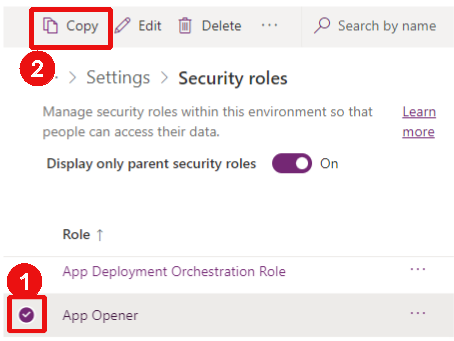 Copy Edit Delete ··· Search by name
2
··· > Settings > Security roles
Manage security roles within this environment so that
people can access their data.
Learn
more
Display only parent security roles On
Role ↑
App Deployment Orchestration Role ···
1
App Opener ···